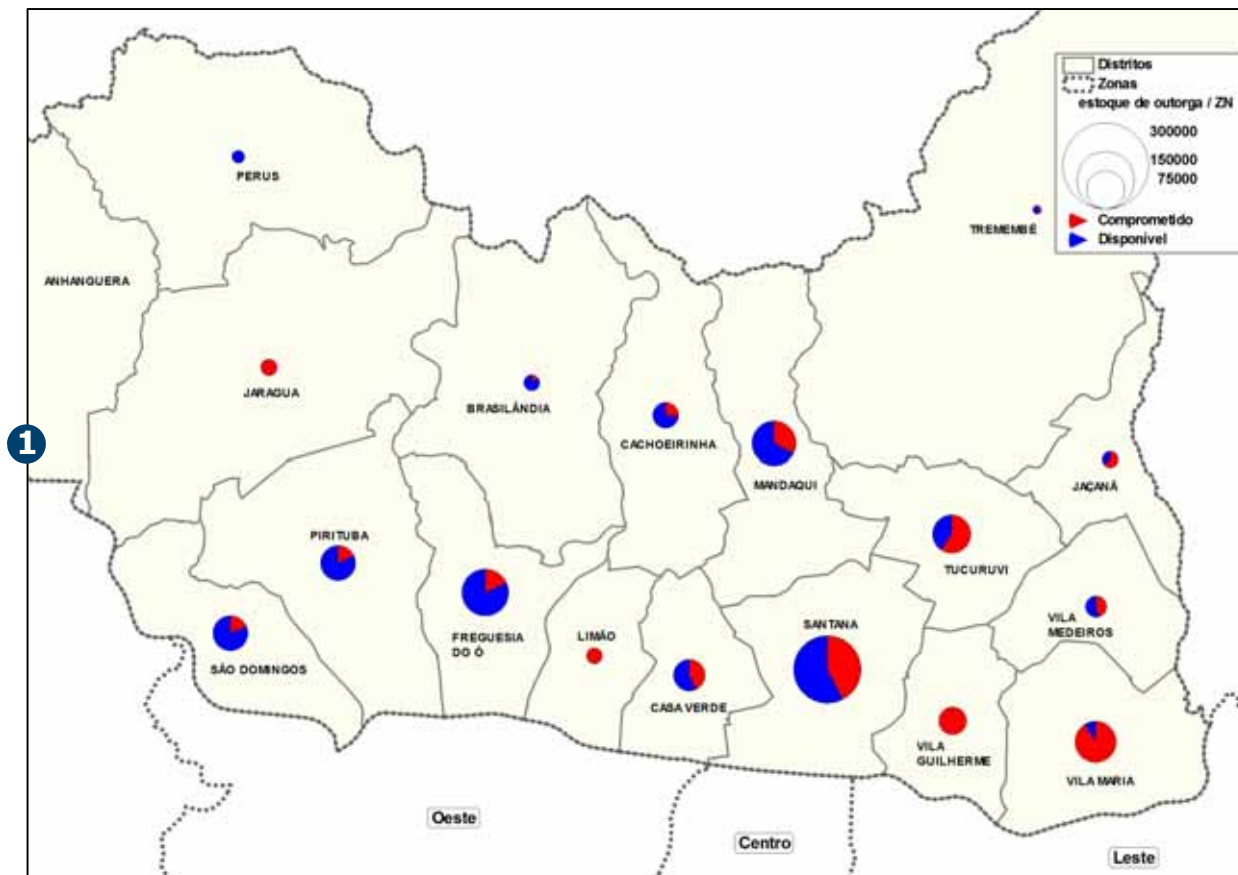 Distritos
Zonas
estoque de outorga / ZN
300000
150000
75000
Comprometido
Disponível
PERUS
TREMEMBÉ
ANHANGUERA
JARAGUA
BRASILÂNDIA
CACHOEIRINHA
1
MANDAQUI
JAÇANÃ
PIRITUBA
TUCURUVI
SÃO DOMINGOS
FREGUESIA
DO Ó
LIMÃO
CASA VERDE
SANTANA
VILA
MEDEIROS
VILA
GUILHERME
VILA MARIA
Oeste
Centro
Leste